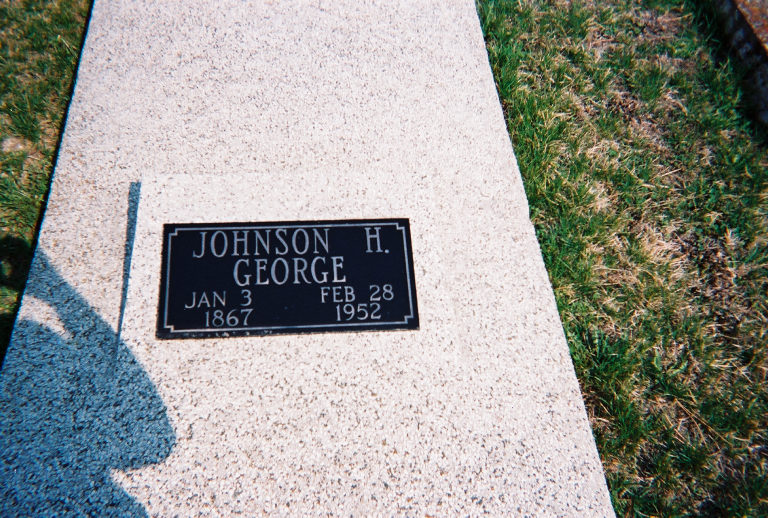 JOHNSON H.
GEORGE
JAN 3 FEB 28
1867 1952